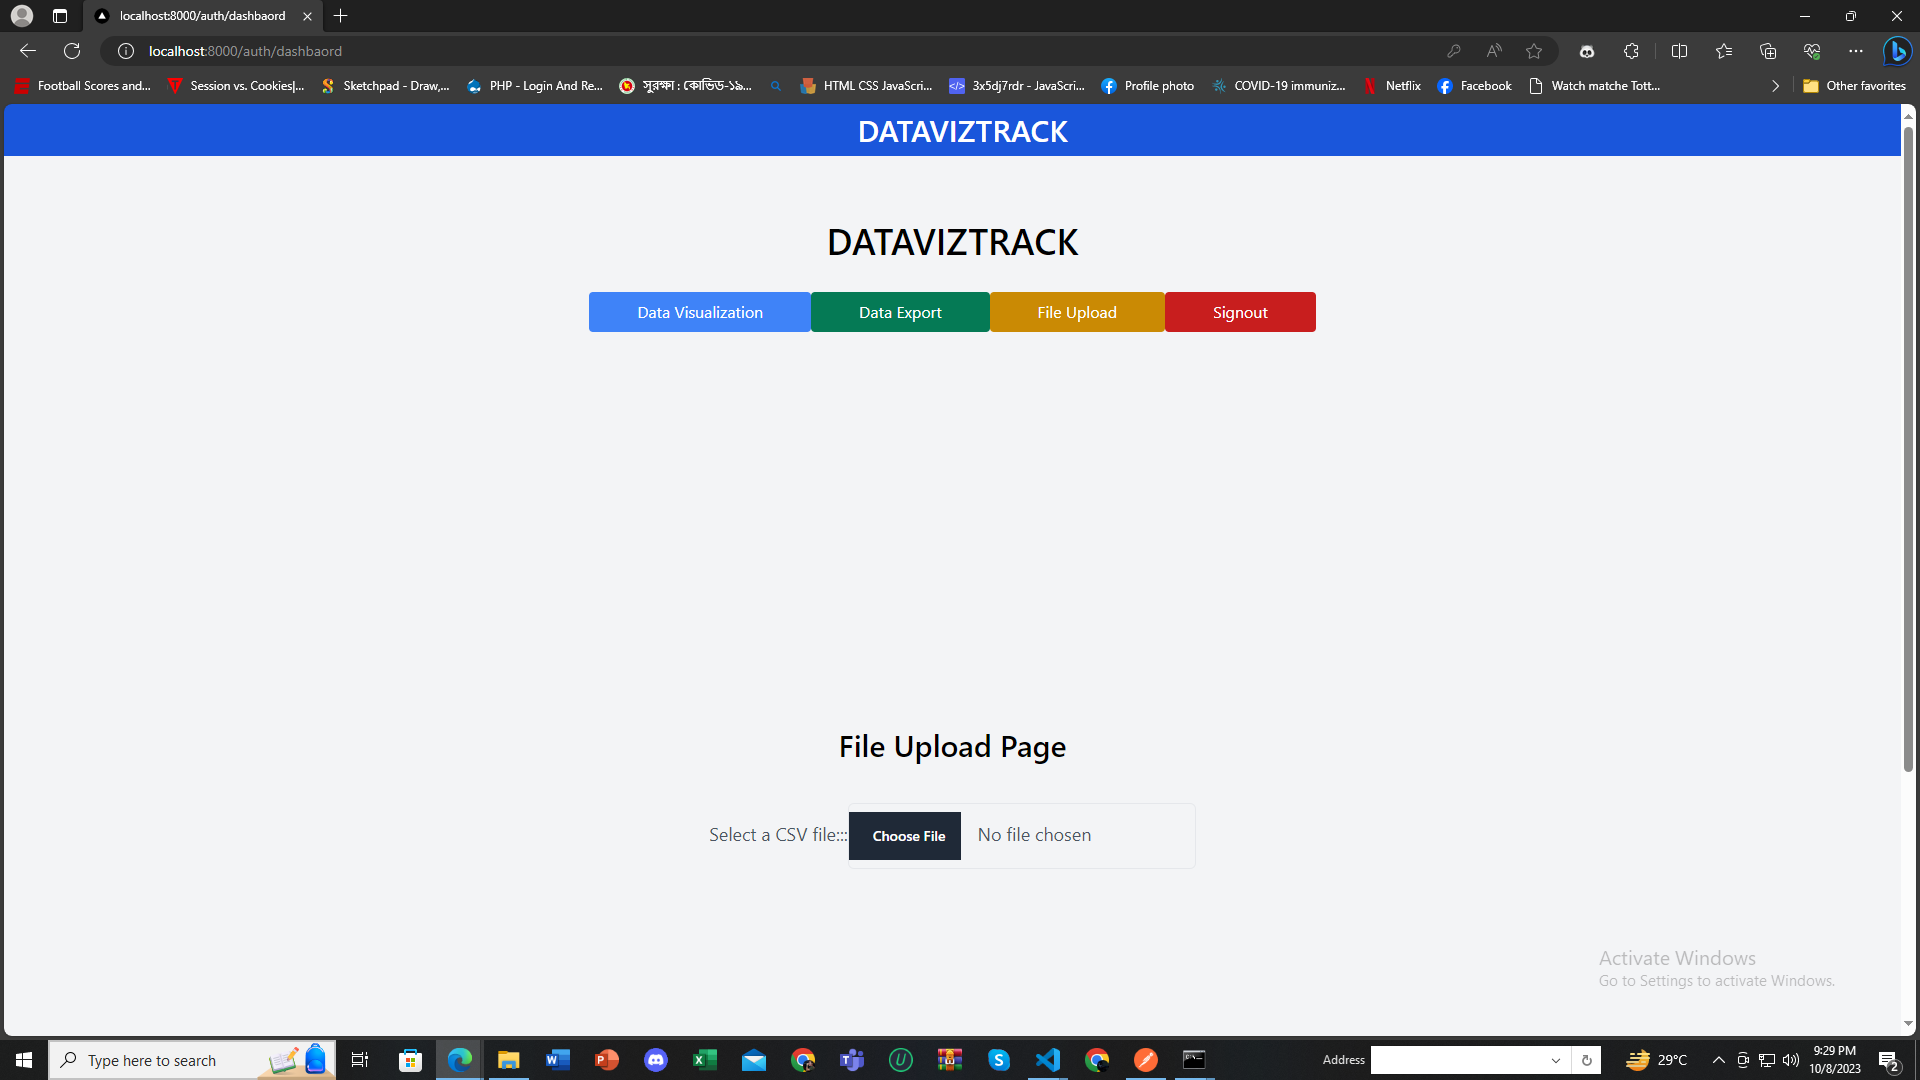 localhost:8000/auth/dashbaord
localhost:8000/auth/dashbaord
Football Scores and...
Session vs. Cookies|...
Sketchpad - Draw,...
PHP - Login And Re...
সুরক্ষা : কোভিড-১৯...
HTML CSS JavaScri...
3x5dj7rdr - JavaScri...
Profile photo
COVID-19 immuniz...
Netflix
Facebook
Watch matche Tott...
Other favorites
DATAVIZTRACK
DATAVIZTRACK
Data Visualization
Data Export
File Upload
Signout
File Upload Page
Select a CSV file:::
Choose File
No file chosen
Activate Windows
Go to Settings to activate Windows.
Type here to search
Address
29°C
9:29 PM
10/8/2023
2